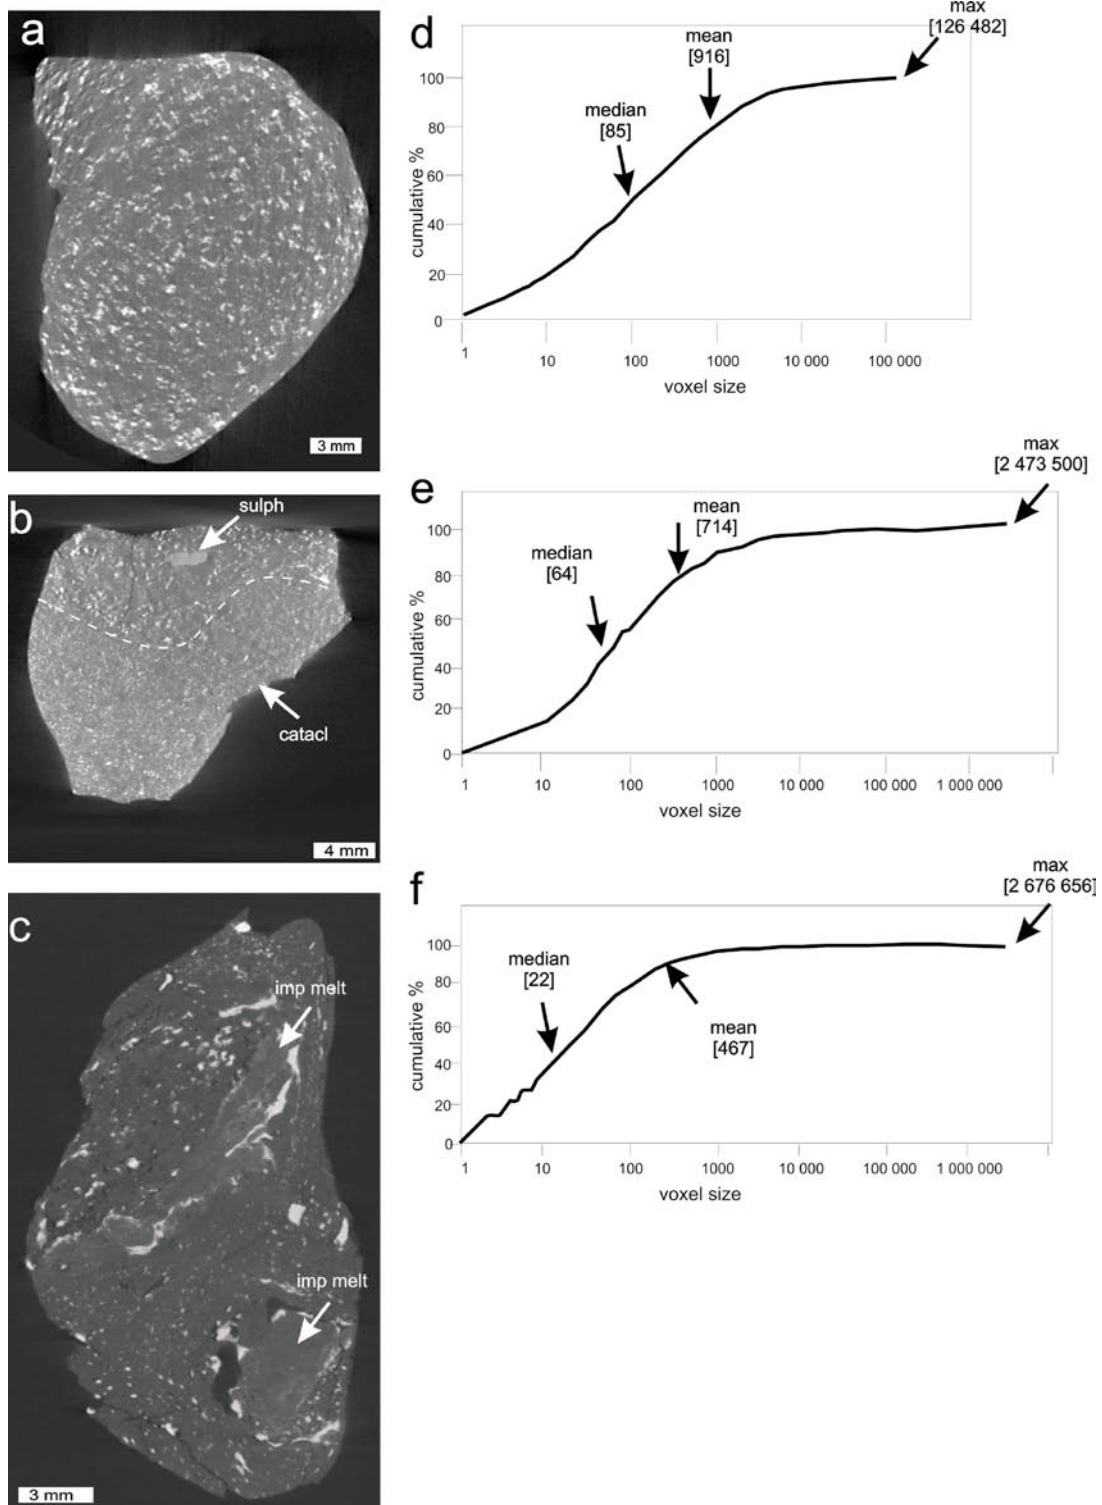 a
3 mm
b
sulph
catacl
4 mm
c
imp melt
imp melt
3 mm
d
max
[126 482]
mean
[916]
median
[85]
cumulative %
100
80
60
40
20
0
1
10
100
1000
10 000
100 000
voxel size
e
max
[2 473 500]
mean
[714]
median
[64]
cumulative %
100
80
60
40
20
0
1
10
100
1000
10 000
100 000
1 000 000
voxel size
f
max
[2 676 656]
median
[22]
mean
[467]
cumulative %
100
80
60
40
20
0
1
10
100
1000
10 000
100 000
1 000 000
voxel size